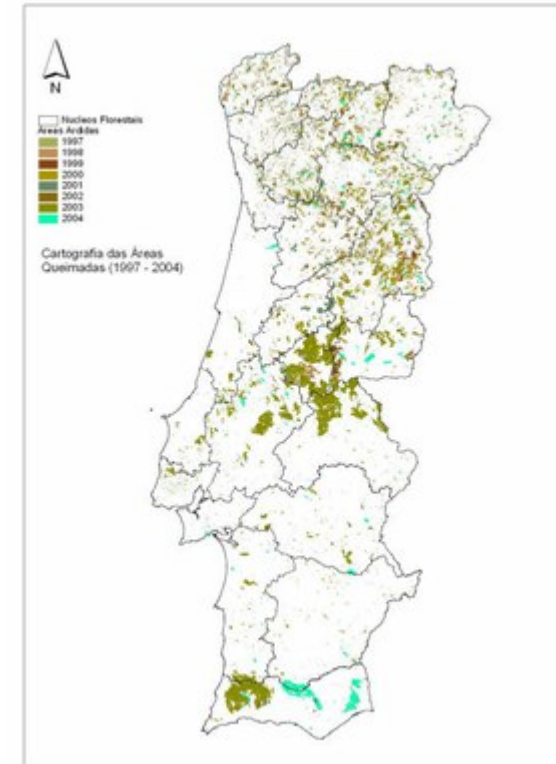 N
Nucleos Florestais
Áreas Ardidas
1997
1998
1999
2000
2001
2002
2003
2004
Cartografia das Áreas
Queimadas (1997 - 2004)